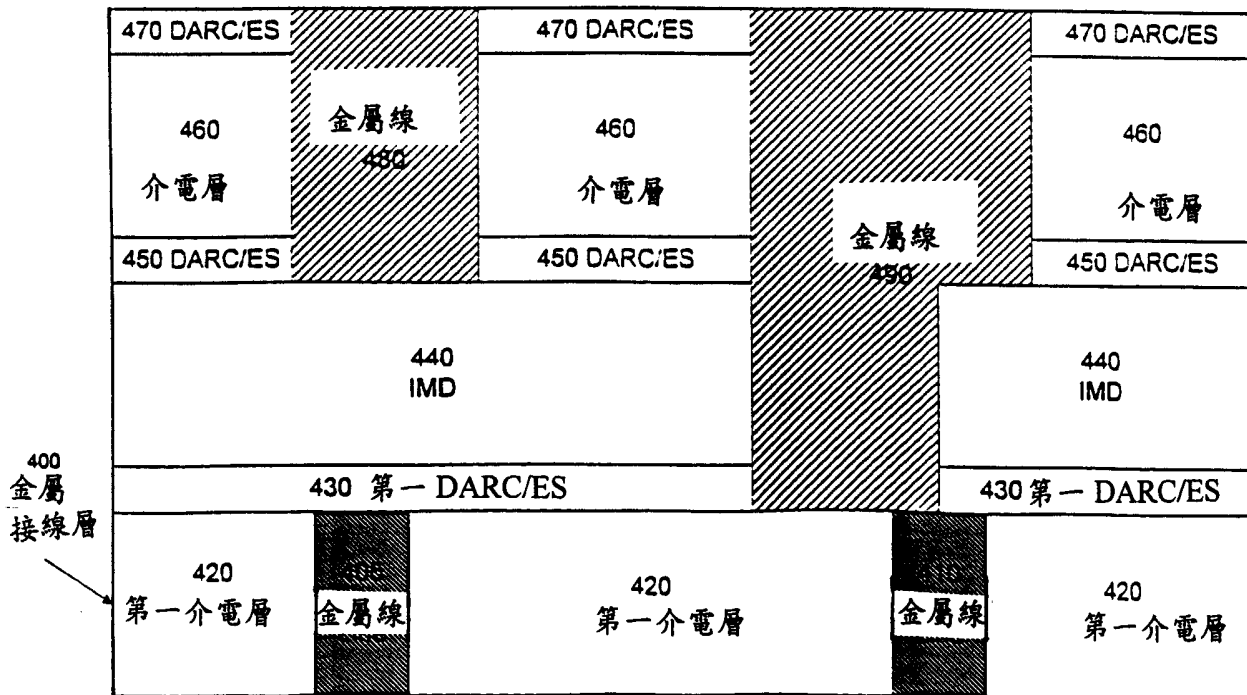 470 DARC/ES
470 DARC/ES
470 DARC/ES
460
介電層
金屬線
480
460
介電層
金屬線
490
460
介電層
450 DARC/ES
450 DARC/ES
450 DARC/ES
440
IMD
440
IMD
400
金屬
接線層
430 第一 DARC/ES
430 第一 DARC/ES
420
第一介電層
金屬線
420
第一介電層
金屬線
420
第一介電層